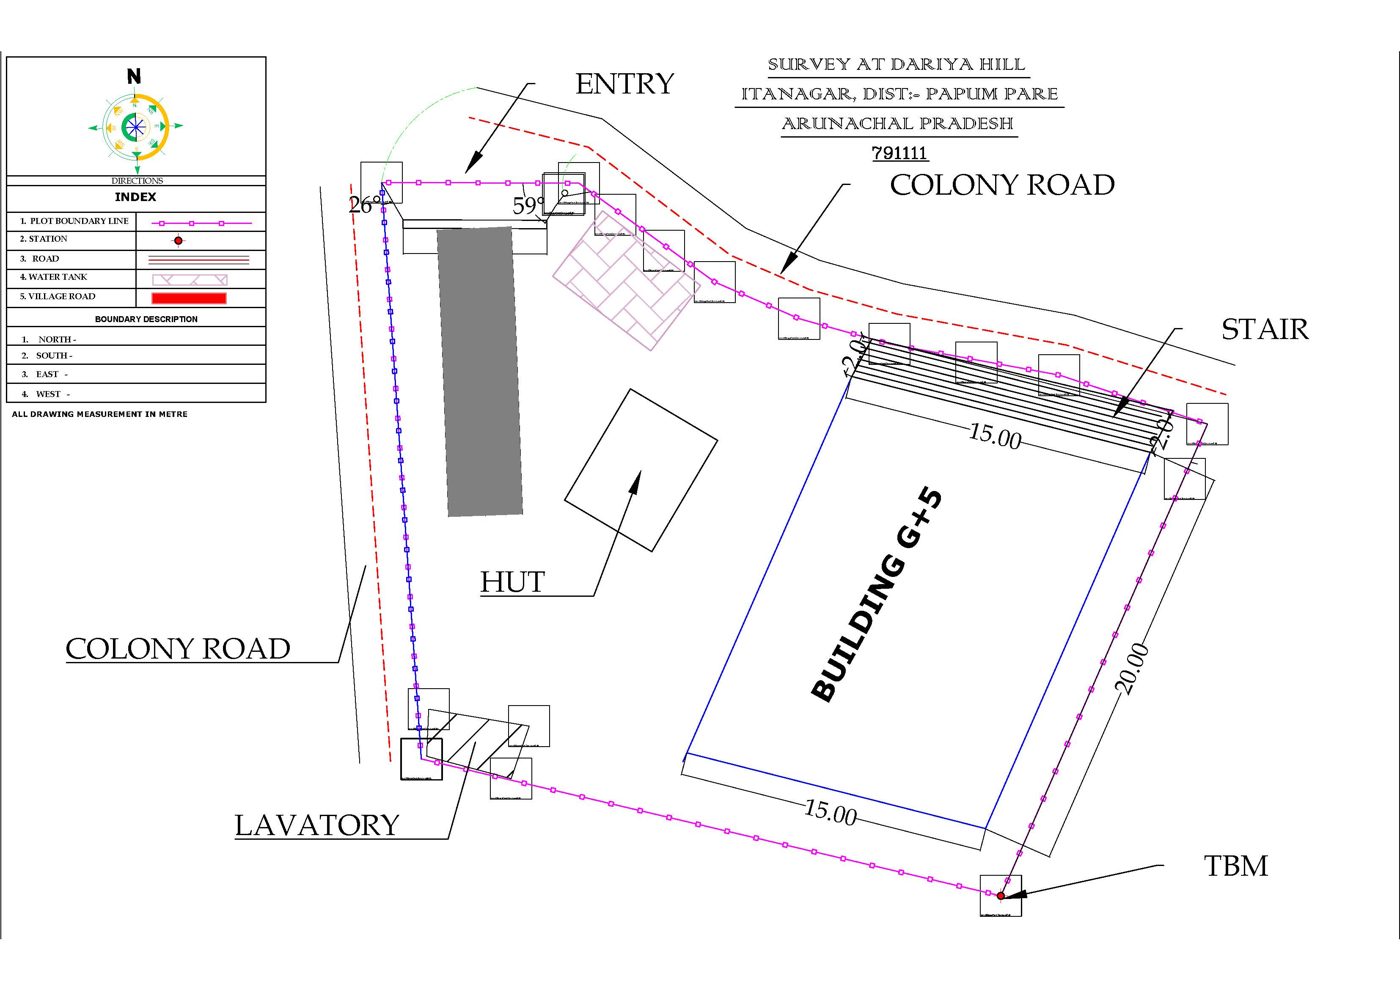 N
DIRECTIONS
INDEX
1. PLOT BOUNDARY LINE
2. STATION
3. ROAD
4. WATER TANK
5. VILLAGE ROAD
BOUNDARY DESCRIPTION
1. NORTH -
2. SOUTH -
3. EAST -
4. WEST -
ALL DRAWING MEASUREMENT IN METRE
SURVEY AT DARIYA HILL
ITANAGAR, DIST:- PAPUM PARE
ARUNACHAL PRADESH
791111
ENTRY
COLONY ROAD
26°
59°
STAIR
2.0
15.00
2.0
HUT
BUILDING G+5
COLONY ROAD
20.00
15.00
LAVATORY
TBM